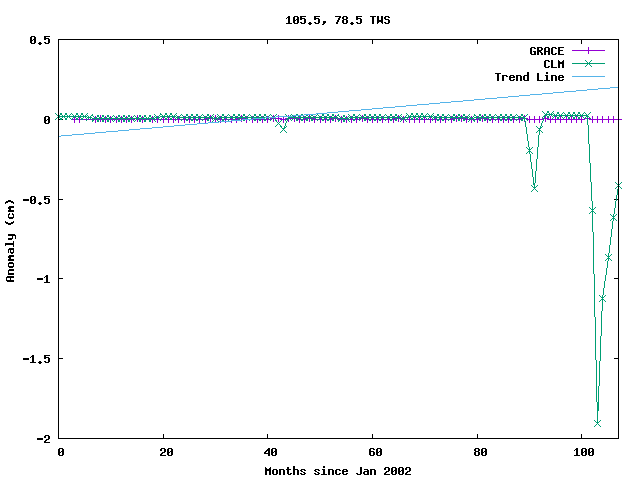 105.5, 78.5 TWS
GRACE
CLM
Trend Line
0.5
0
-0.5
-1
-1.5
-2
Anomaly (cm)
0 20 40 60 80 100
Months since Jan 2002